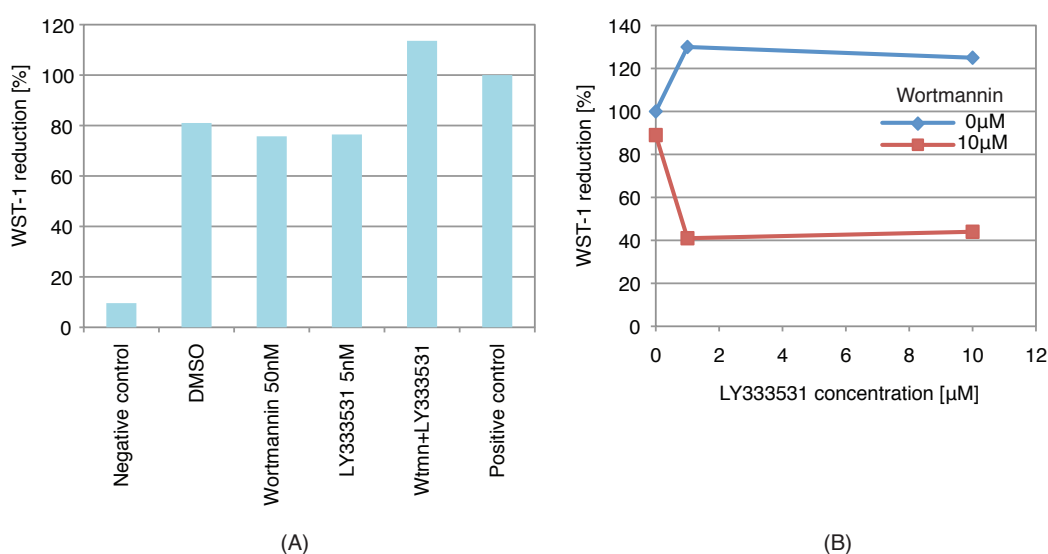 120
100
80
60
40
20
0
WST-1 reduction [%]
Negative control
DMSO
Wortmannin 50nM
LY333531 5nM
Wtmn+LY333531
Positive control
(A)
140
120
100
80
60
40
20
0
WST-1 reduction [%]
Wortmannin
0µM
10µM
0 2 4 6 8 10 12
LY333531 concentration [µM]
(B)